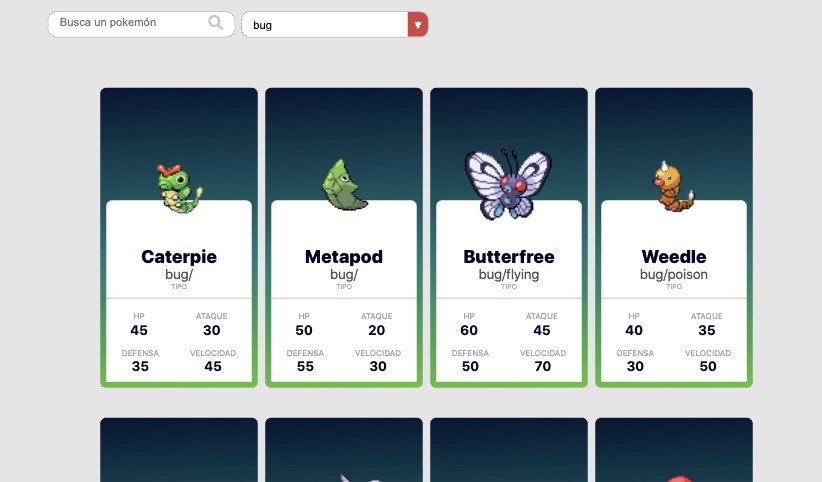 Busca un pokemón
bug
▼
Caterpie
bug/
TIPO
HP
ATAQUE
45
30
DEFENSA
VELOCIDAD
35
45
Metapod
bug/
TIPO
HP
ATAQUE
50
20
DEFENSA
VELOCIDAD
55
30
Butterfree
bug/flying
TIPO
HP
ATAQUE
60
45
DEFENSA
VELOCIDAD
50
70
Weedle
bug/poison
TIPO
HP
ATAQUE
40
35
DEFENSA
VELOCIDAD
30
50